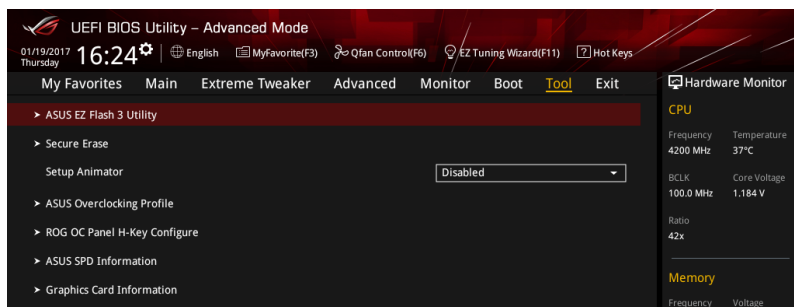 UEFI BIOS Utility – Advanced Mode
01/19/2017 Thursday 16:24 English MyFavorite(F3) Qfan Control(F6) EZ Tuning Wizard(F11) ? Hot Keys
My Favorites Main Extreme Tweaker Advanced Monitor Boot Tool Exit
Hardware Monitor
> ASUS EZ Flash 3 Utility
> Secure Erase
Setup Animator Disabled
> ASUS Overclocking Profile
> ROG OC Panel H-Key Configure
> ASUS SPD Information
> Graphics Card Information
CPU
Frequency Temperature
4200 MHz 37°C
BCLK Core Voltage
100.0 MHz 1.184 V
Ratio
42x
Memory
Frequency Voltage